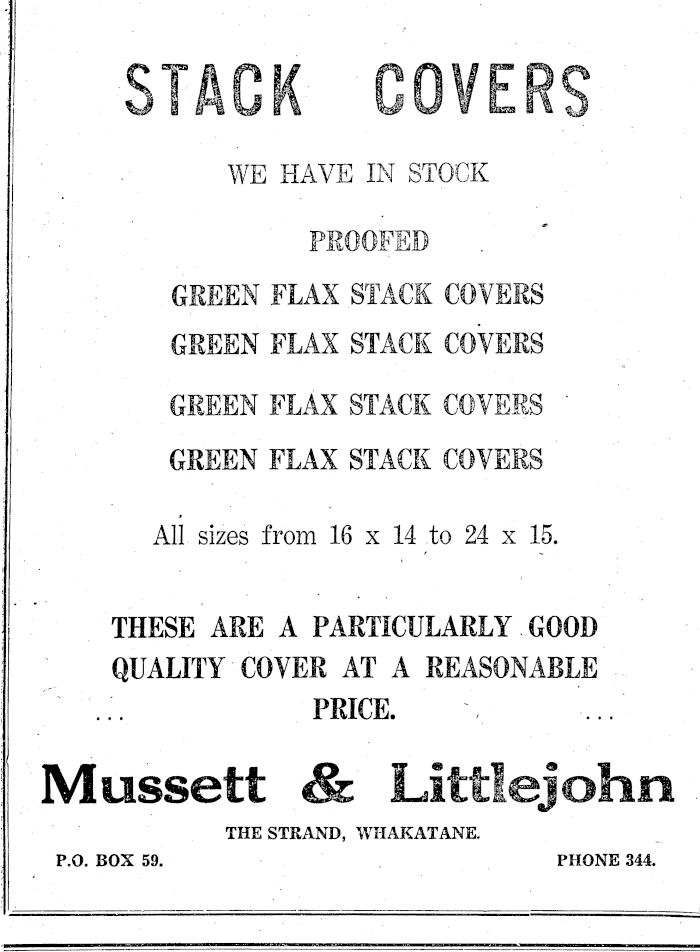 STACK COVERS
WE HAVE IN STOCK
PROOFED
GREEN FLAX STACK COVERS
GREEN FLAX STACK COVERS
GREEN FLAX STACK COVERS
GREEN FLAX STACK COVERS
All sizes from 16 x 14 to 24 x 15.
THESE ARE A PARTICULARLY GOOD
QUALITY COVER AT A REASONABLE
... PRICE. ...
Mussett & Littlejohn
THE STRAND, WHAKATANE.
P.O. BOX 59. PHONE 344.